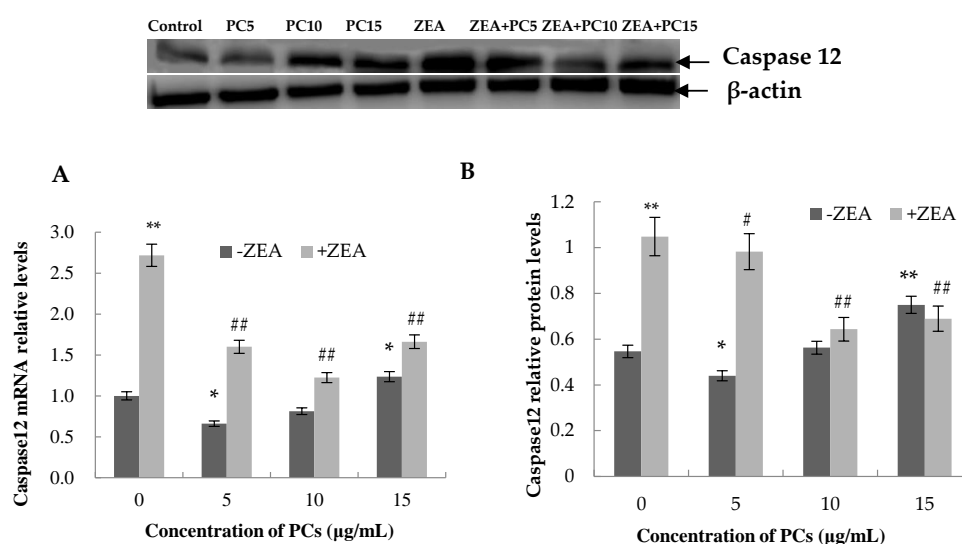 Control PC5 PC10 PC15 ZEA ZEA+PC5 ZEA+PC10 ZEA+PC15
Caspase 12
β-actin
A
Caspase12 mRNA relative levels
3.0
2.5
2.0
1.5
1.0
0.5
0.0
-ZEA +ZEA
**
*
##
##
*
##
0 5 10 15
Concentration of PCs (µg/mL)
B
Caspase12 relative protein levels
1.2
1
0.8
0.6
0.4
0.2
0
-ZEA +ZEA
**
*
#
##
**
##
0 5 10 15
Concentration of PCs (µg/mL)